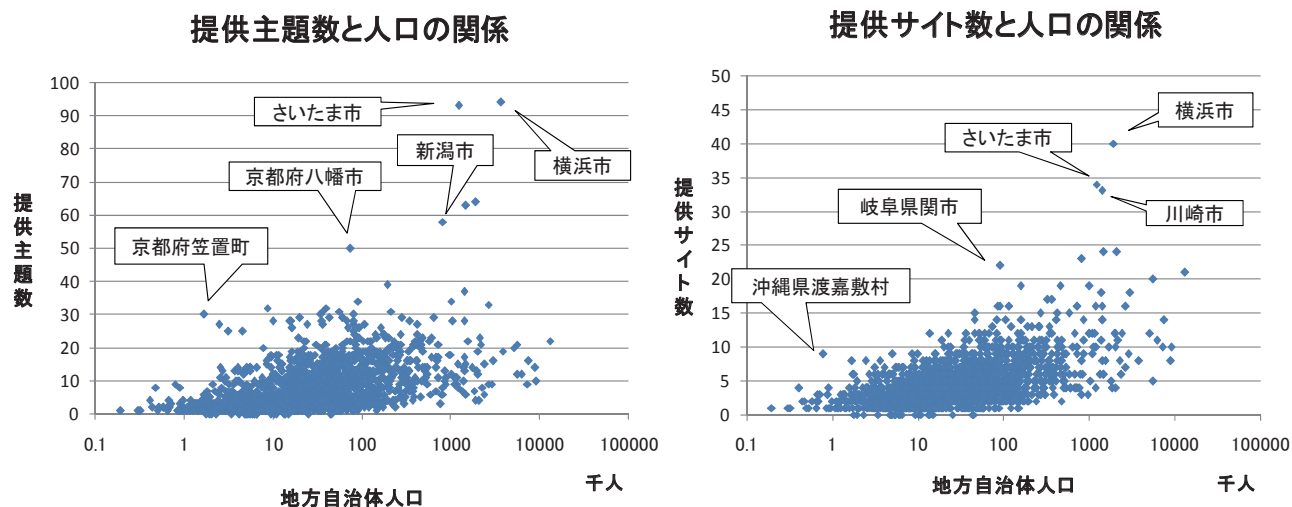 提供主題数と人口の関係
100
90
80
70
60
50
40
30
20
10
0
提供主題数
さいたま市
新潟市
横浜市
京都府八幡市
京都府笠置町
0.1 1 10 100 1000 10000 100000
千人
地方自治体人口
提供サイト数と人口の関係
50
45
40
35
30
25
20
15
10
5
0
提供サイト数
横浜市
さいたま市
川崎市
岐阜県関市
沖縄県渡嘉敷村
0.1 1 10 100 1000 10000 100000
地方自治体人口
千人